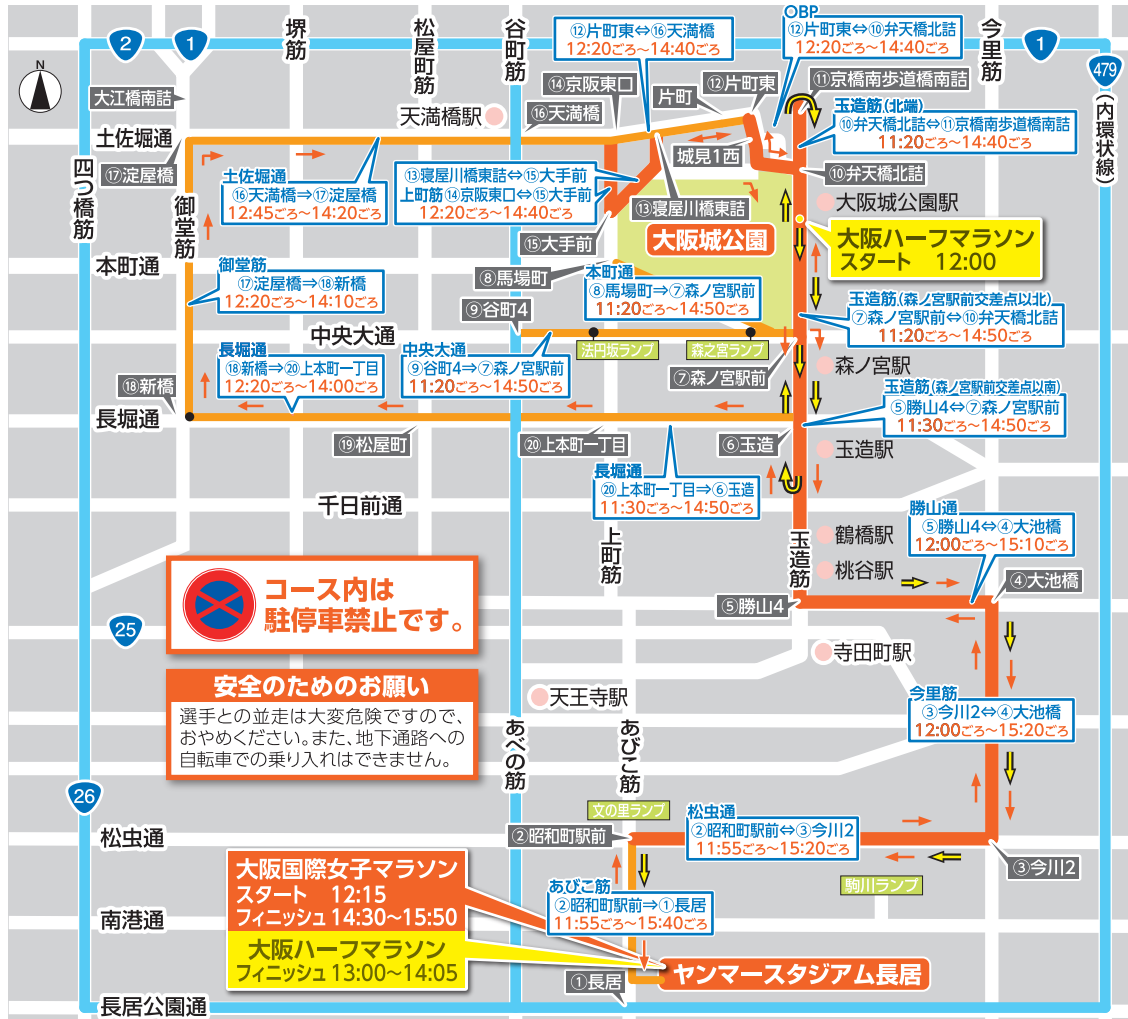 OBP
⑫片町東⇔⑯天満橋
12:20ごろ〜14:40ごろ
⑫片町東⇔⑩弁天橋北詰
12:20ごろ〜14:40ごろ
2
1
堺筋
松屋町筋
谷町筋
今里筋
1
479
(内環状線)
N
大江橋南詰
⑭京阪東口
片町
⑫片町東
⑪京橋南歩道橋南詰
天満橋駅
⑯天満橋
玉造筋(北端)
⑩弁天橋北詰⇔⑪京橋南歩道橋南詰
11:20ごろ〜14:40ごろ
土佐堀通
⑰淀屋橋
城見1西
⑩弁天橋北詰
四つ橋筋
御堂筋
土佐堀通
⑯天満橋⇒⑰淀屋橋
12:45ごろ〜14:20ごろ
⑬寝屋川橋東詰⇔⑮大手前
上町筋⑭京阪東口⇔⑮大手前
12:20ごろ〜14:40ごろ
⑬寝屋川橋東詰
大阪城公園駅
⑮大手前
大阪城公園
大阪ハーフマラソン
スタート 12:00
本町通
御堂筋
⑰淀屋橋⇒⑱新橋
12:20ごろ〜14:10ごろ
⑧馬場町
本町通
⑧馬場町⇒⑦森ノ宮駅前
11:20ごろ〜14:50ごろ
玉造筋(森ノ宮駅前交差点以北)
⑦森ノ宮駅前⇔⑩弁天橋北詰
11:20ごろ〜14:50ごろ
⑨谷町4
中央大通
法円坂ランプ
森之宮ランプ
長堀通
⑱新橋⇒⑳上本町一丁目
12:20ごろ〜14:00ごろ
中央大通
⑨谷町4⇒⑦森ノ宮駅前
11:20ごろ〜14:50ごろ
⑦森ノ宮駅前
森ノ宮駅
⑱新橋
玉造筋(森ノ宮駅前交差点以南)
⑤勝山4⇔⑦森ノ宮駅前
11:30ごろ〜14:50ごろ
長堀通
⑲松屋町
⑳上本町一丁目
⑥玉造
玉造駅
長堀通
⑳上本町一丁目⇒⑥玉造
11:30ごろ〜14:50ごろ
千日前通
上町筋
玉造筋
鶴橋駅
勝山通
⑤勝山4⇔④大池橋
12:00ごろ〜15:10ごろ
桃谷駅
④大池橋
コース内は
駐停車禁止です。
⑤勝山4
25
寺田町駅
安全のためのお願い
選手との並走は大変危険ですので、
おやめください。また、地下通路への
自転車での乗り入れはできません。
天王寺駅
今里筋
③今川2⇔④大池橋
12:00ごろ〜15:20ごろ
あべの筋
あびこ筋
26
文の里ランプ
松虫通
②昭和町駅前
松虫通
②昭和町駅前⇔③今川2
11:55ごろ〜15:20ごろ
③今川2
駒川ランプ
大阪国際女子マラソン
スタート 12:15
フィニッシュ 14:30〜15:50
あびこ筋
②昭和町駅前⇒①長居
11:55ごろ〜15:40ごろ
南港通
大阪ハーフマラソン
フィニッシュ 13:00〜14:05
①長居
ヤンマースタジアム長居
長居公園通